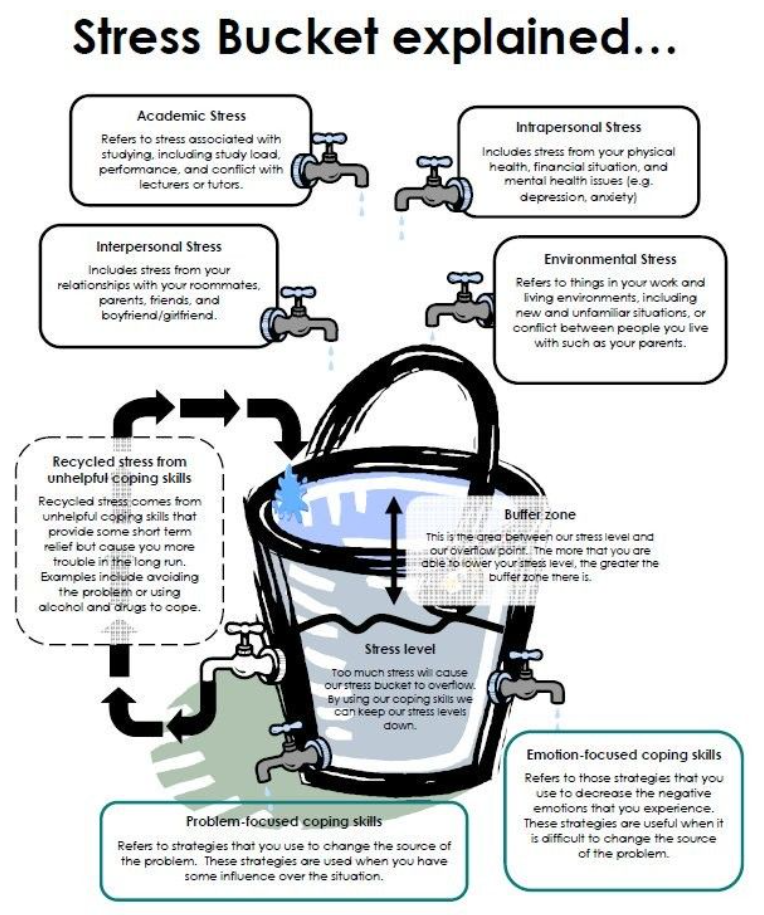 Stress Bucket explained...
Academic Stress
Refers to stress associated with
studying, including study load,
performance, and conflict with
lecturers or tutors.
Intrapersonal Stress
Includes stress from your physical
health, financial situation, and
mental health issues (e.g.
depression, anxiety)
Interpersonal Stress
Includes stress from your
relationships with your roommates,
parents, friends, and
boyfriend/girlfriend.
Environmental Stress
Refers to things in your work and
living environments, including
new and unfamiliar situations, or
conflict between people you live
with such as your parents.
Recycled stress from
unhelpful coping skills
Recycled stress comes from
unhelpful coping skills that
provide some short term
relief but cause you more
trouble in the long run.
Examples include avoiding
the problem or using
alcohol and drugs to cope.
Buffer zone
This is the area between our stress level and
our overflow point. The more that you are
able to lower your stress level, the greater the
buffer zone there is.
Stress level
Too much stress will cause
our stress bucket to overflow.
By using our coping skills we
can keep our stress levels
down.
Emotion-focused coping skills
Refers to those strategies that you
use to decrease the negative
emotions that you experience.
These strategies are useful when it
is difficult to change the source
of the problem.
Problem-focused coping skills
Refers to strategies that you use to change the source of
the problem. These strategies are used when you have
some influence over the situation.